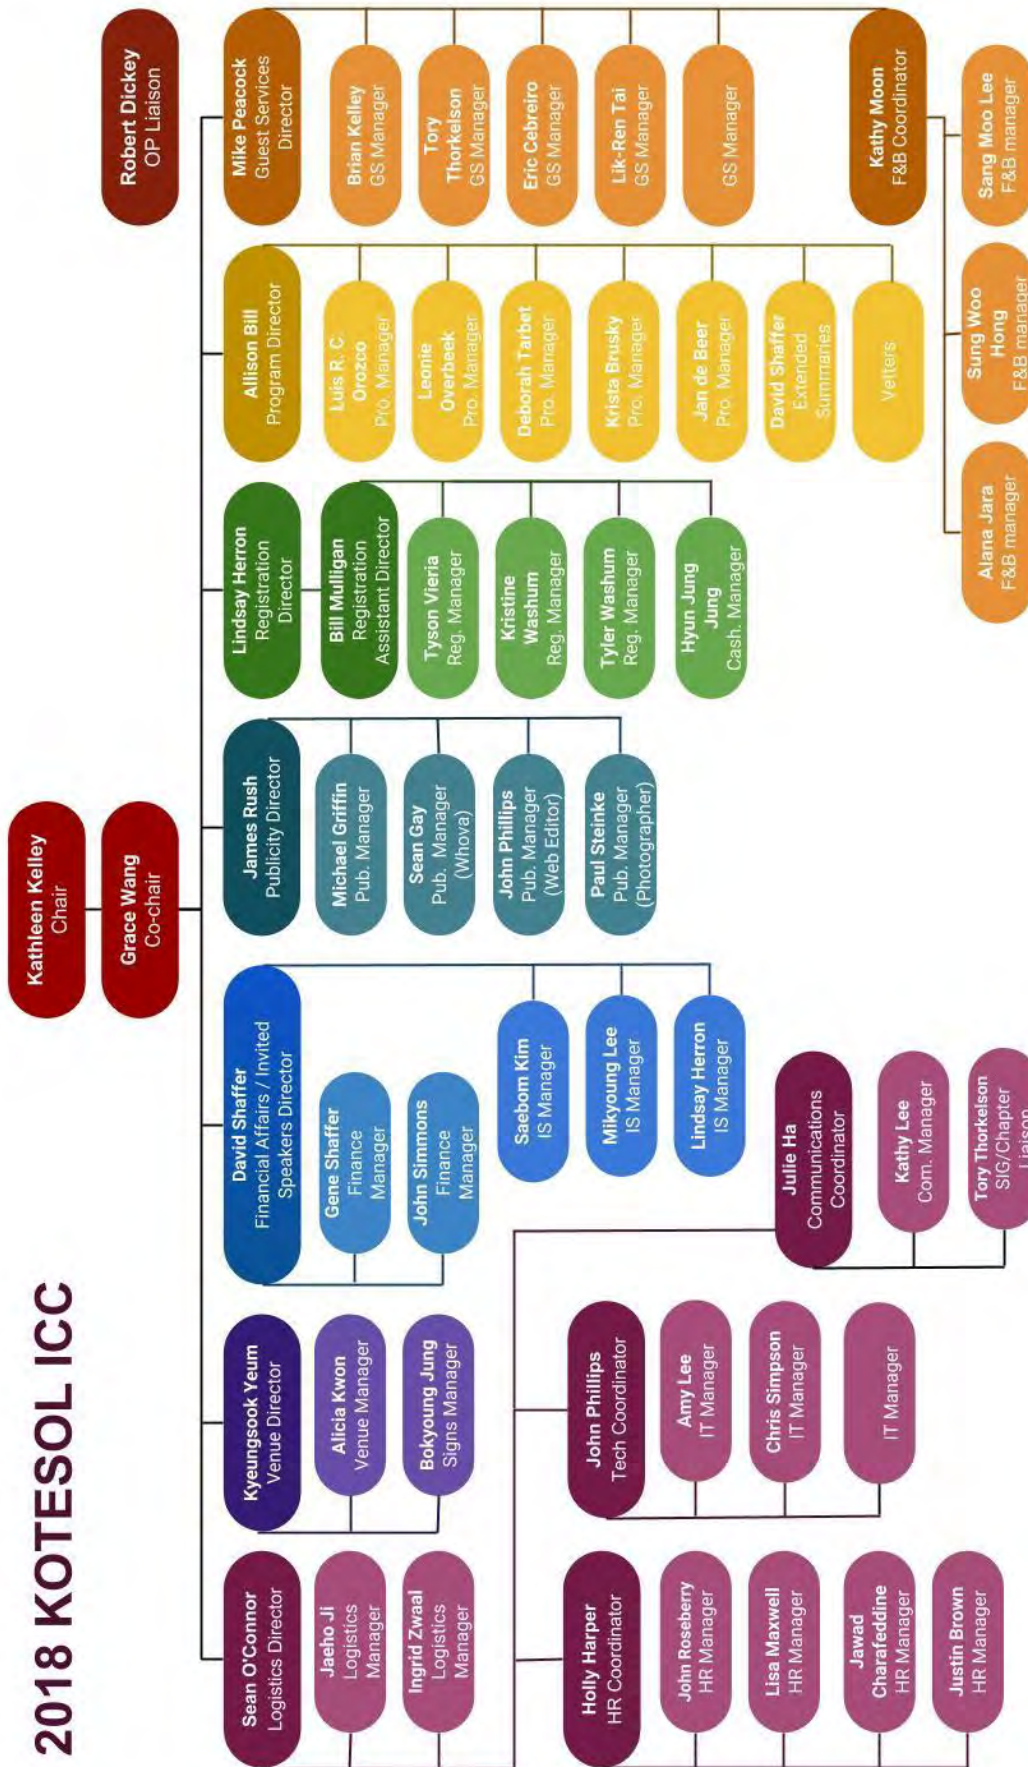 2018 KOTESOL ICC
Kathleen Kelley
Chair
Grace Wang
Co-chair
Robert Dickey
OP Liaison
Sean O'Connor
Logistics Director
Jaeho Ji
Logistics
Manager
Ingrid Zwaal
Logistics
Manager
Holly Harper
HR Coordinator
John Roseberry
HR Manager
Lisa Maxwell
HR Manager
Jawad
Charafeddine
HR Manager
Justin Brown
HR Manager
John Phillips
Tech Coordinator
Amy Lee
IT Manager
Chris Simpson
IT Manager
IT Manager
Julie Ha
Communications
Coordinator
Kathy Lee
Com. Manager
Tory Thorkelson
SIG/Chapter
Liaison
Kyeungsook Yeum
Venue Director
Alicia Kwon
Venue Manager
Bokyoung Jung
Signs Manager
David Shaffer
Financial Affairs / Invited
Speakers Director
Gene Shaffer
Finance
Manager
John Simmons
Finance
Manager
Saebom Kim
IS Manager
Mikyoung Lee
IS Manager
Lindsay Herron
IS Manager
James Rush
Publicity Director
Michael Griffin
Pub. Manager
Sean Gay
Pub. Manager
(Whova)
John Phillips
Pub. Manager
(Web Editor)
Paul Steinke
Pub. Manager
(Photographer)
Lindsay Herron
Registration
Director
Bill Mulligan
Registration
Assistant Director
Tyson Vieria
Reg. Manager
Kristine
Washum
Reg. Manager
Tyler Washum
Reg. Manager
Hyun Jung
Jung
Cash. Manager
Allison Bill
Program Director
Luis R. C
Orozco
Pro. Manager
Leonie
Overbeek
Pro. Manager
Deborah Tarbet
Pro. Manager
Krista Brusky
Pro. Manager
Jan de Beer
Pro. Manager
David Shaffer
Extended
Summaries
Vetters
Mike Peacock
Guest Services
Director
Brian Kelley
GS Manager
Tory
Thorkelson
GS Manager
Eric Cebreiro
GS Manager
Lik-Ren Tai
GS Manager
GS Manager
Kathy Moon
F&B Coordinator
Alana Jara
F&B manager
Sung Woo
Hong
F&B manager
Sang Moo Lee
F&B manager